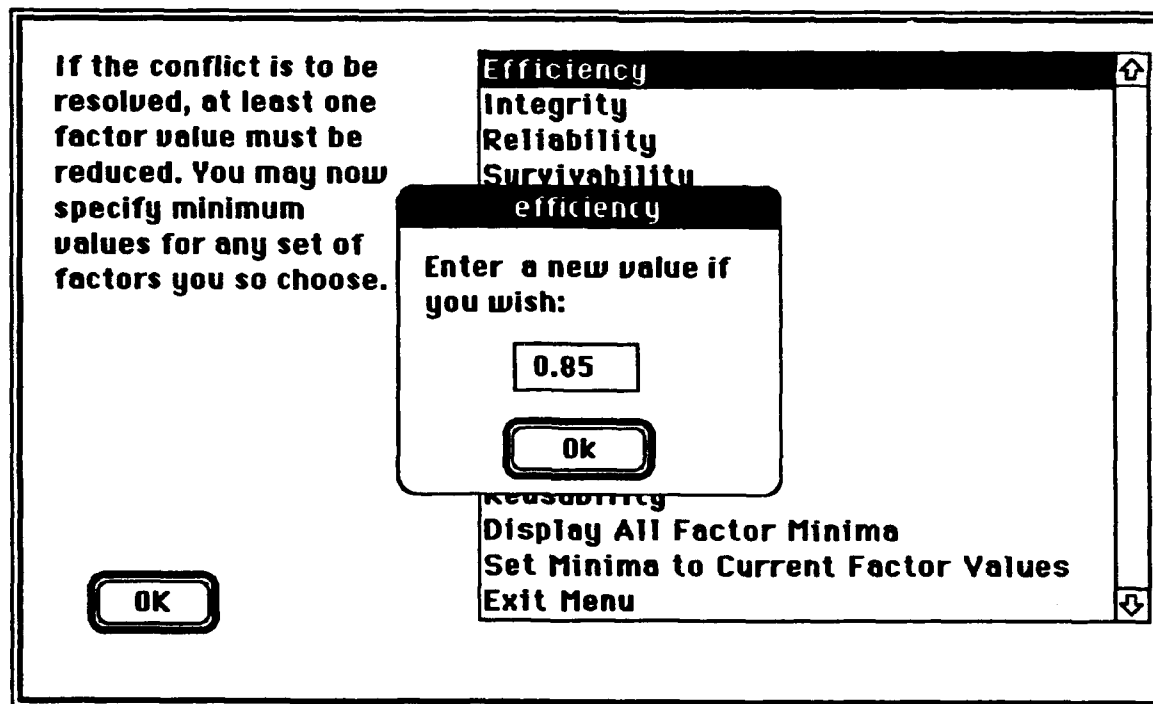 If the conflict is to be
resolved, at least one
factor value must be
reduced. You may now
specify minimum
values for any set of
factors you so choose.
OK
Efficiency
Integrity
Reliability
Survivability
efficiency
Enter a new value if
you wish:
0.85
Ok
Reusability
Display All Factor Minima
Set Minima to Current Factor Values
Exit Menu